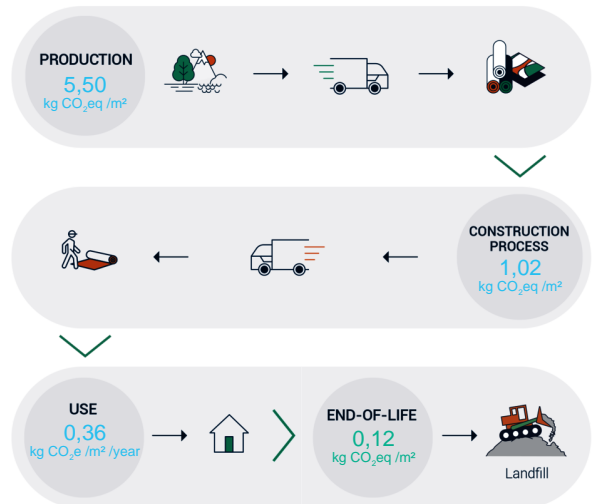 PRODUCTION
5,50
kg CO₂eq /m²
CONSTRUCTION
PROCESS
1,02
kg CO₂eq /m²
USE
0,36
kg CO₂e /m² /year
END-OF-LIFE
0,12
kg CO₂eq /m²
Landfill